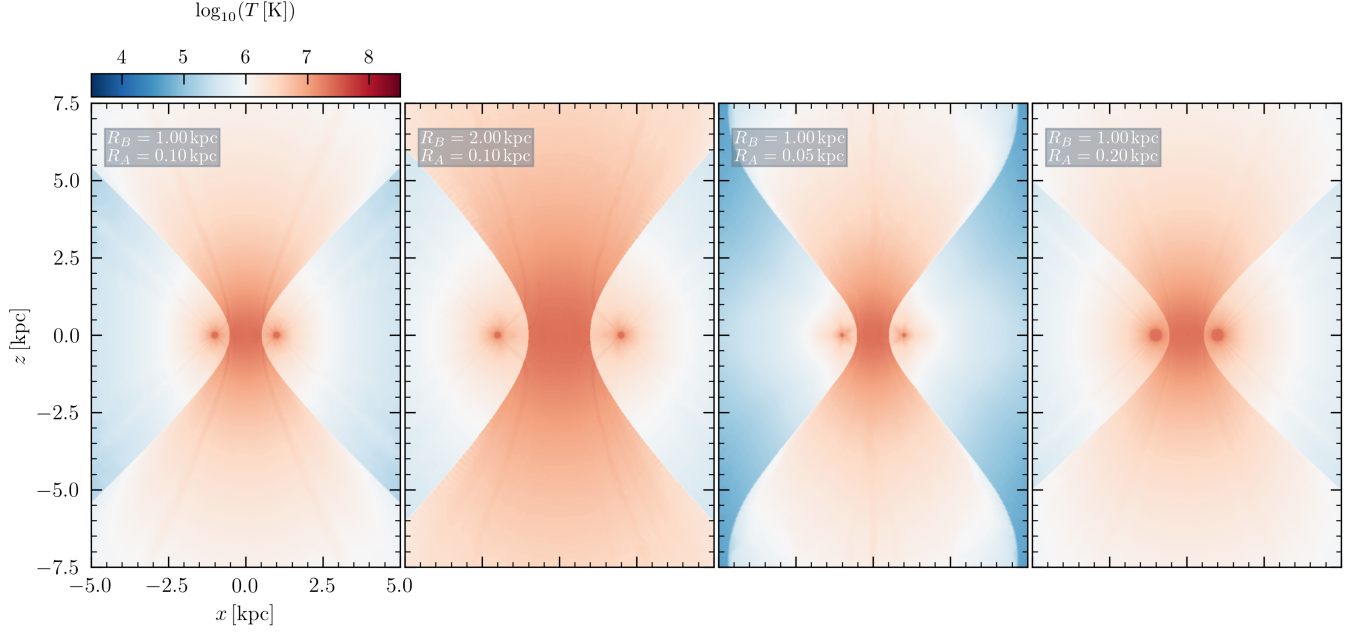 log₁₀(T [K])
4 5 6 7 8
R_B = 1.00 kpc
R_A = 0.10 kpc
R_B = 2.00 kpc
R_A = 0.10 kpc
R_B = 1.00 kpc
R_A = 0.05 kpc
R_B = 1.00 kpc
R_A = 0.20 kpc
7.5
5.0
2.5
0.0
−2.5
−5.0
−7.5
z [kpc]
−5.0 −2.5 0.0 2.5 5.0
x [kpc]